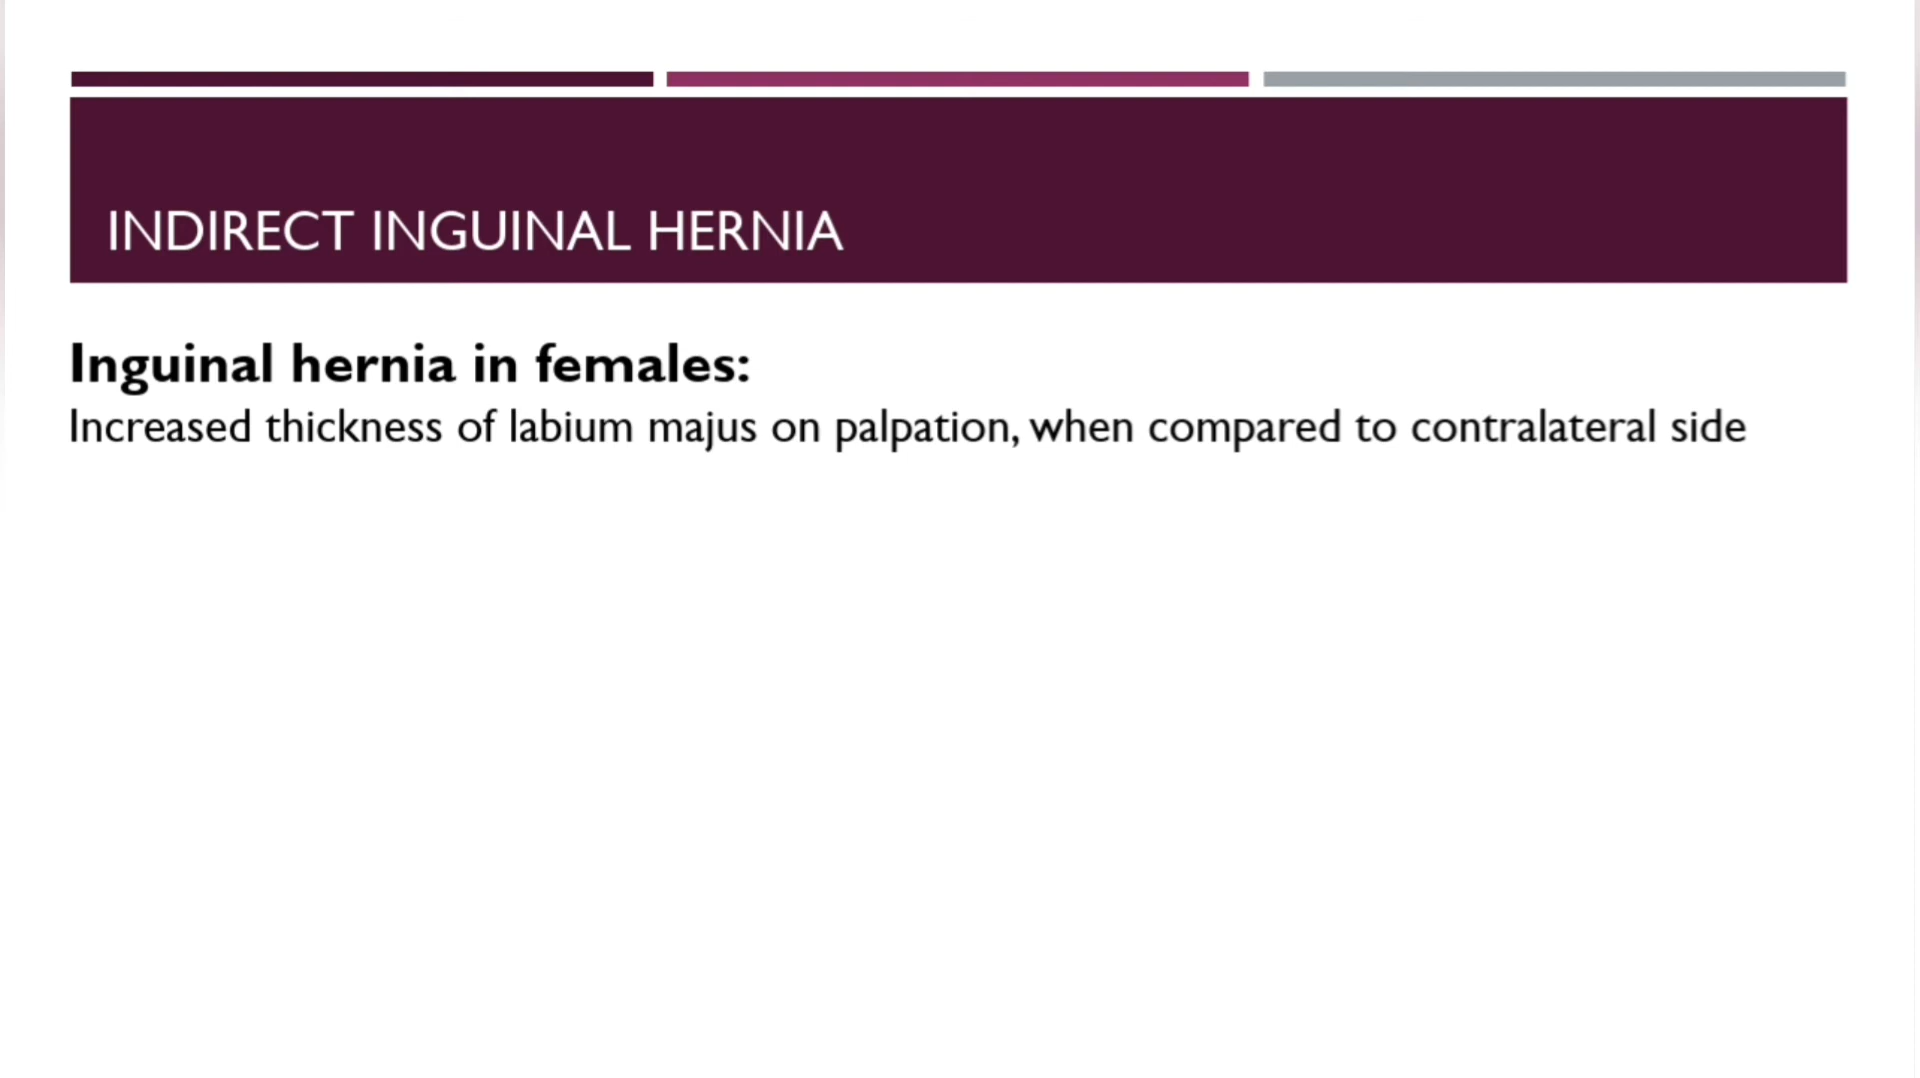 INDIRECT INGUINAL HERNIA
Inguinal hernia in females:
Increased thickness of labium majus on palpation, when compared to contralateral side